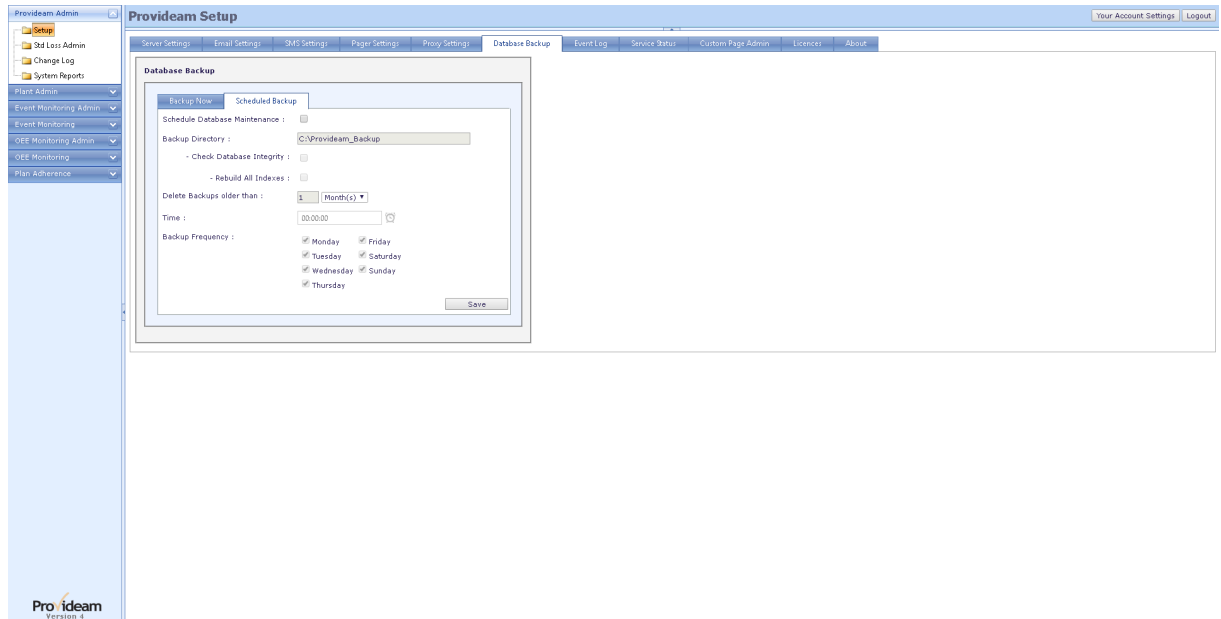 Provideam Admin
Setup
Std Loss Admin
Change Log
System Reports
Plant Admin
Event Monitoring Admin
Event Monitoring
OEE Monitoring Admin
OEE Monitoring
Plan Adherence
Provideam
Version 4
Provideam Setup
Your Account Settings Logout
Server Settings Email Settings SMS Settings Pager Settings Proxy Settings Database Backup Event Log Service Status Custom Page Admin Licences About
Database Backup
Backup Now Scheduled Backup
Schedule Database Maintenance :
Backup Directory : C:\Provideam_Backup
- Check Database Integrity :
- Rebuild All Indexes :
Delete Backups older than : 1 Month(s)
Time : 00:00:00
Backup Frequency :
Monday Friday
Tuesday Saturday
Wednesday Sunday
Thursday
Save